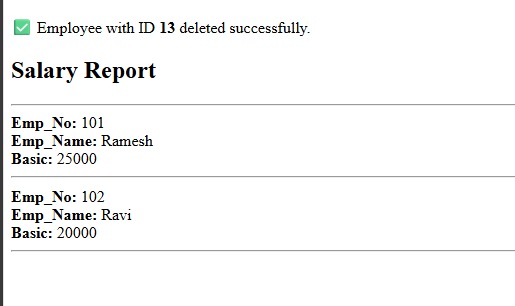 ✅ Employee with ID 13 deleted successfully.
Salary Report
Emp_No: 101
Emp_Name: Ramesh
Basic: 25000
Emp_No: 102
Emp_Name: Ravi
Basic: 20000